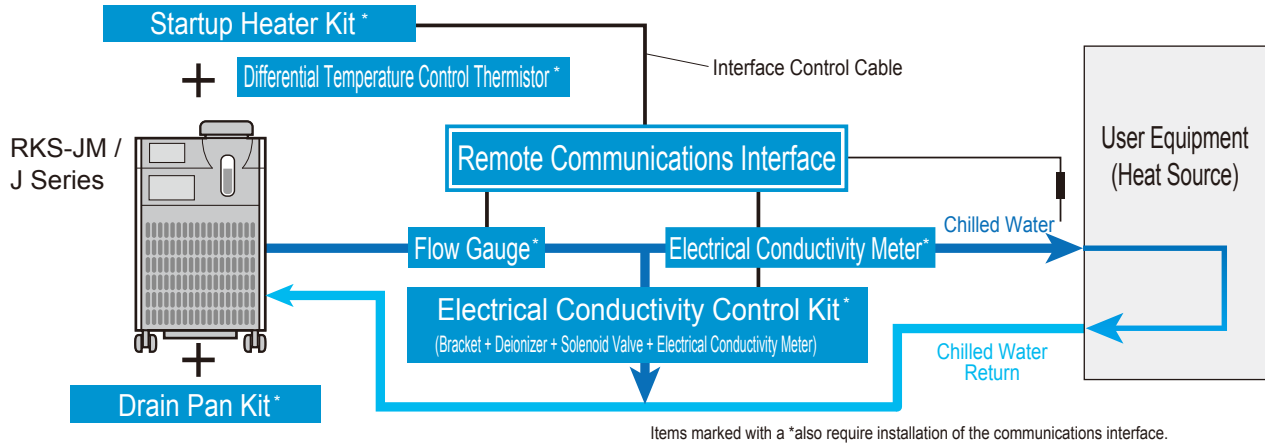 Startup Heater Kit *
+
Differential Temperature Control Thermistor *
Interface Control Cable
RKS-JM /
J Series
Remote Communications Interface
User Equipment
(Heat Source)
Flow Gauge *
Electrical Conductivity Meter *
Chilled Water
Electrical Conductivity Control Kit *
(Bracket + Deionizer + Solenoid Valve + Electrical Conductivity Meter)
Chilled Water
Return
+
Drain Pan Kit *
Items marked with a *also require installation of the communications interface.